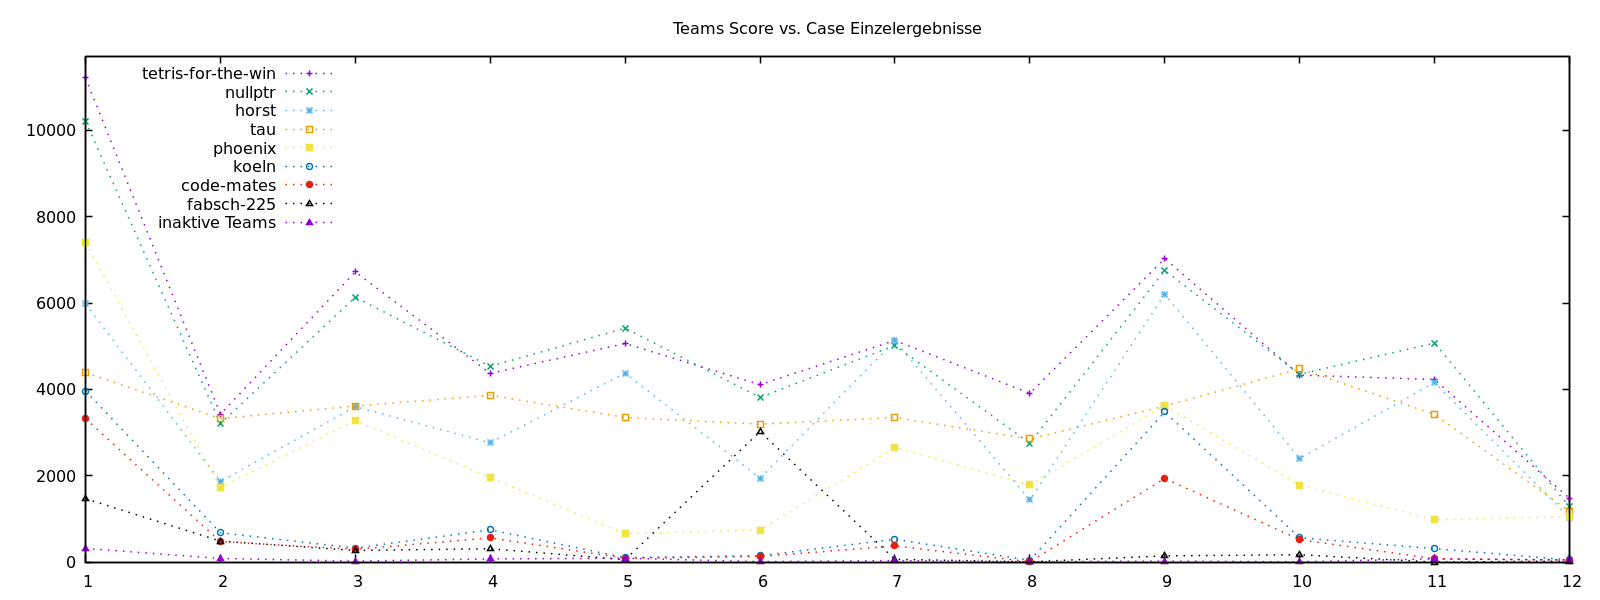 Teams Score vs. Case Einzelergebnisse
tetris-for-the-win
nullptr
horst
tau
phoenix
koeln
code-mates
fabsch-225
inaktive Teams
10000
8000
6000
4000
2000
0
1 2 3 4 5 6 7 8 9 10 11 12